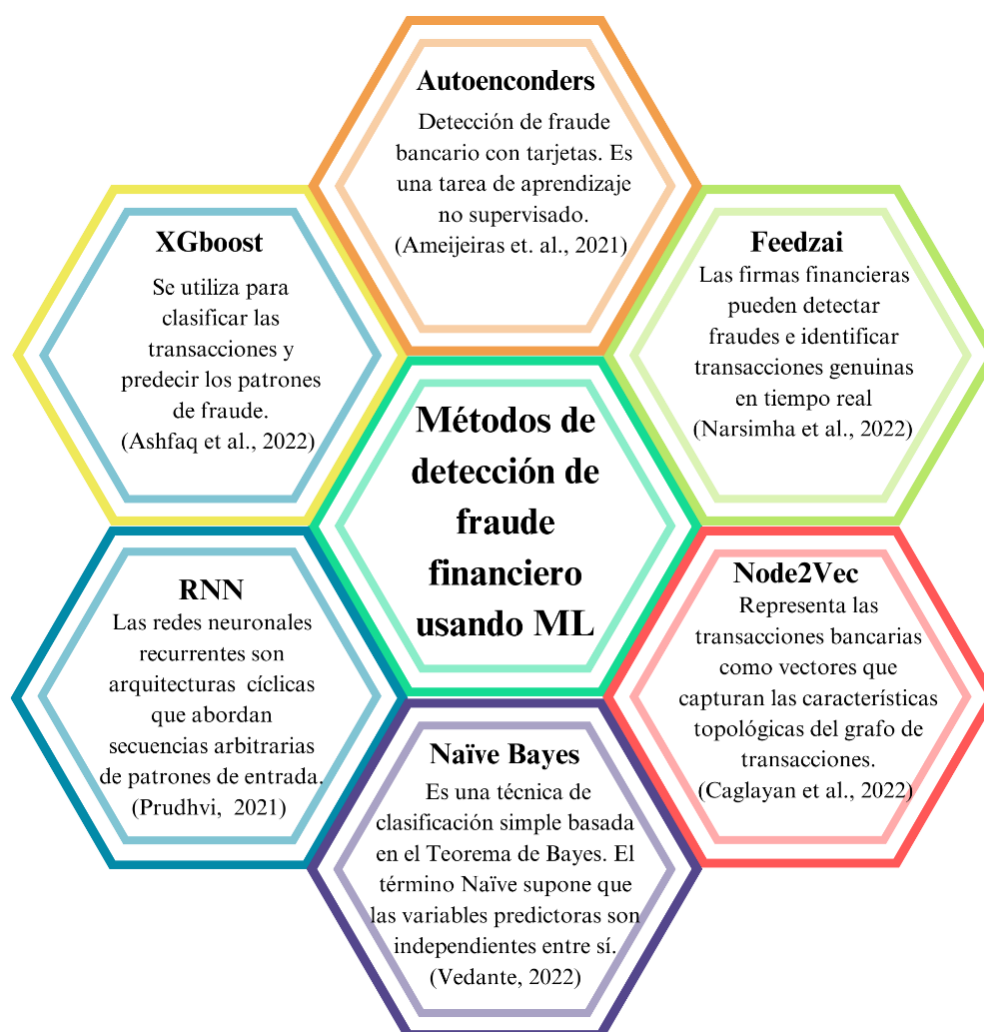 Autoenconders
Detección de fraude
bancario con tarjetas. Es
una tarea de aprendizaje
no supervisado.
(Ameijeiras et. al., 2021)
XGboost
Se utiliza para
clasificar las
transacciones y
predecir los patrones
de fraude.
(Ashfaq et al., 2022)
Feedzai
Las firmas financieras
pueden detectar
fraudes e identificar
transacciones genuinas
en tiempo real
(Narsimha et al., 2022)
Métodos de
detección de
fraude
financiero
usando ML
RNN
Las redes neuronales
recurrentes son
arquitecturas cíclicas
que abordan
secuencias arbitrarias
de patrones de entrada.
(Prudhvi, 2021)
Node2Vec
Representa las
transacciones bancarias
como vectores que
capturan las características
topológicas del grafo de
transacciones.
(Caglayan et al., 2022)
Naïve Bayes
Es una técnica de
clasificación simple basada
en el Teorema de Bayes. El
término Naïve supone que
las variables predictoras son
independientes entre sí.
(Vedante, 2022)